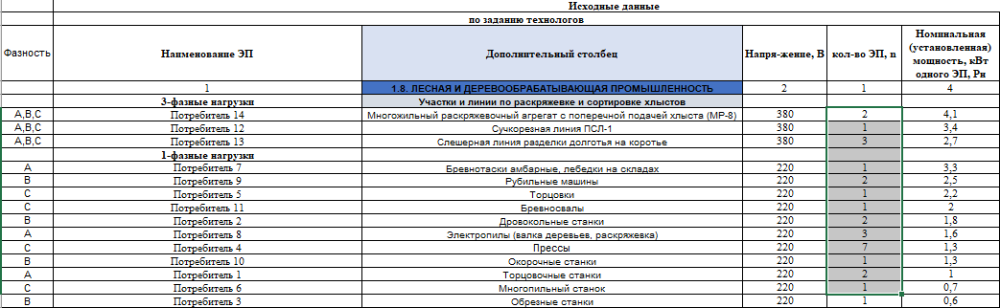 Исходные данные
по заданию технологов
Фазность Наименование ЭП Дополнительный столбец Напря-жение, В кол-во ЭП, n Номинальная (установленная) мощность, кВт одного ЭП, Рн
1 1.8. ЛЕСНАЯ И ДЕРЕВООБРАБАТЫВАЮЩАЯ ПРОМЫШЛЕННОСТЬ 2 1 4
3-фазные нагрузки Участки и линии по раскряжевке и сортировке хлыстов
A,B,C Потребитель 14 Многожильный раскряжевочный агрегат с поперечной подачей хлыста (МР-8) 380 2 4,1
A,B,C Потребитель 12 Сучкорезная линия ПСЛ-1 380 1 3,4
A,B,C Потребитель 13 Слешерная линия разделки долготья на коротье 380 3 2,7
1-фазные нагрузки
A Потребитель 7 Бревнотаски амбарные, лебедки на складах 220 1 3,3
B Потребитель 9 Рубильные машины 220 2 2,5
C Потребитель 5 Торцовки 220 1 2,2
C Потребитель 11 Бревносвалы 220 1 2
B Потребитель 2 Дровокольные станки 220 2 1,8
A Потребитель 8 Электропилы (валка деревьев, раскряжевка) 220 3 1,6
C Потребитель 4 Прессы 220 7 1,3
B Потребитель 10 Окорочные станки 220 1 1,3
A Потребитель 1 Торцовочные станки 220 2 1
C Потребитель 6 Многопильный станок 220 1 0,7
B Потребитель 3 Обрезные станки 220 1 0,6